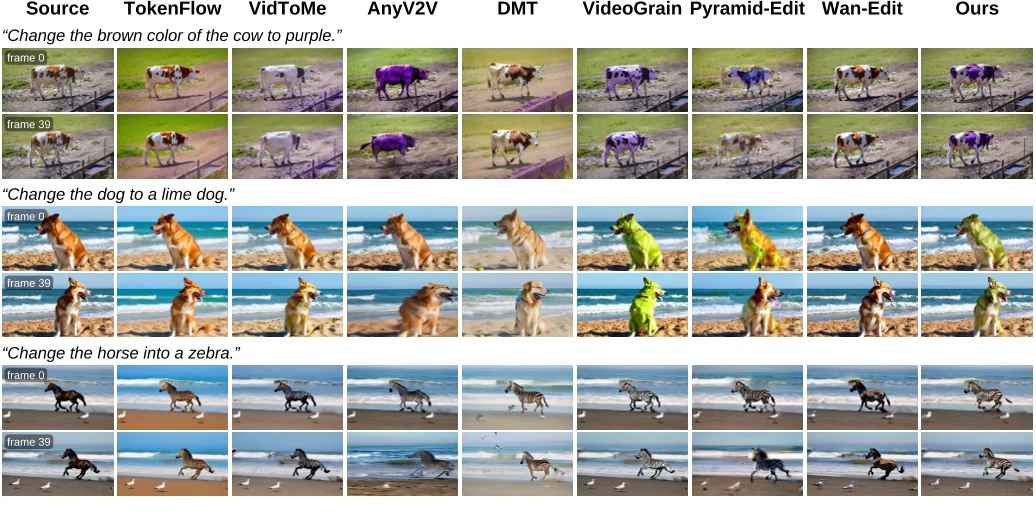 Source TokenFlow VidToMe AnyV2V DMT VideoGrain Pyramid-Edit Wan-Edit Ours
“Change the brown color of the cow to purple.”
frame 0
frame 39
“Change the dog to a lime dog.”
frame 0
frame 39
“Change the horse into a zebra.”
frame 0
frame 39